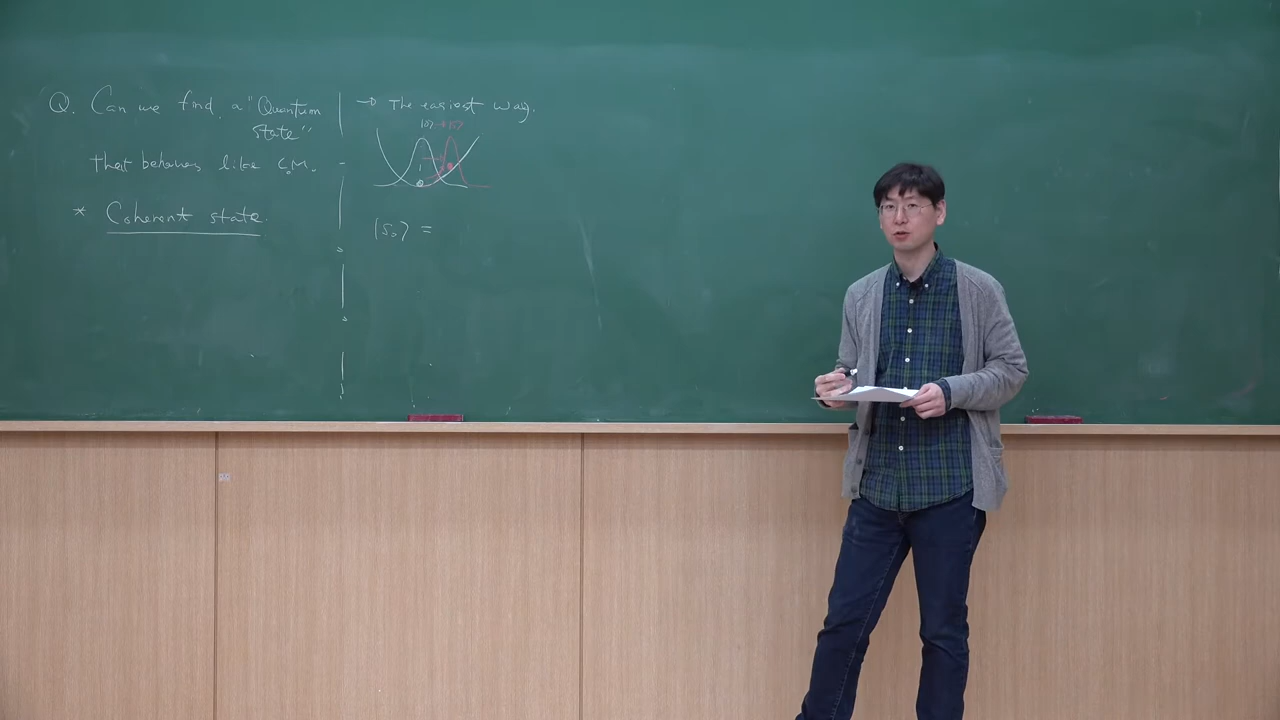 Q. Can we find a "Quantum
state"
that behaves like C.M.
* Coherent state.
→ The easiest way.
|0> → |S>
|S₀> =